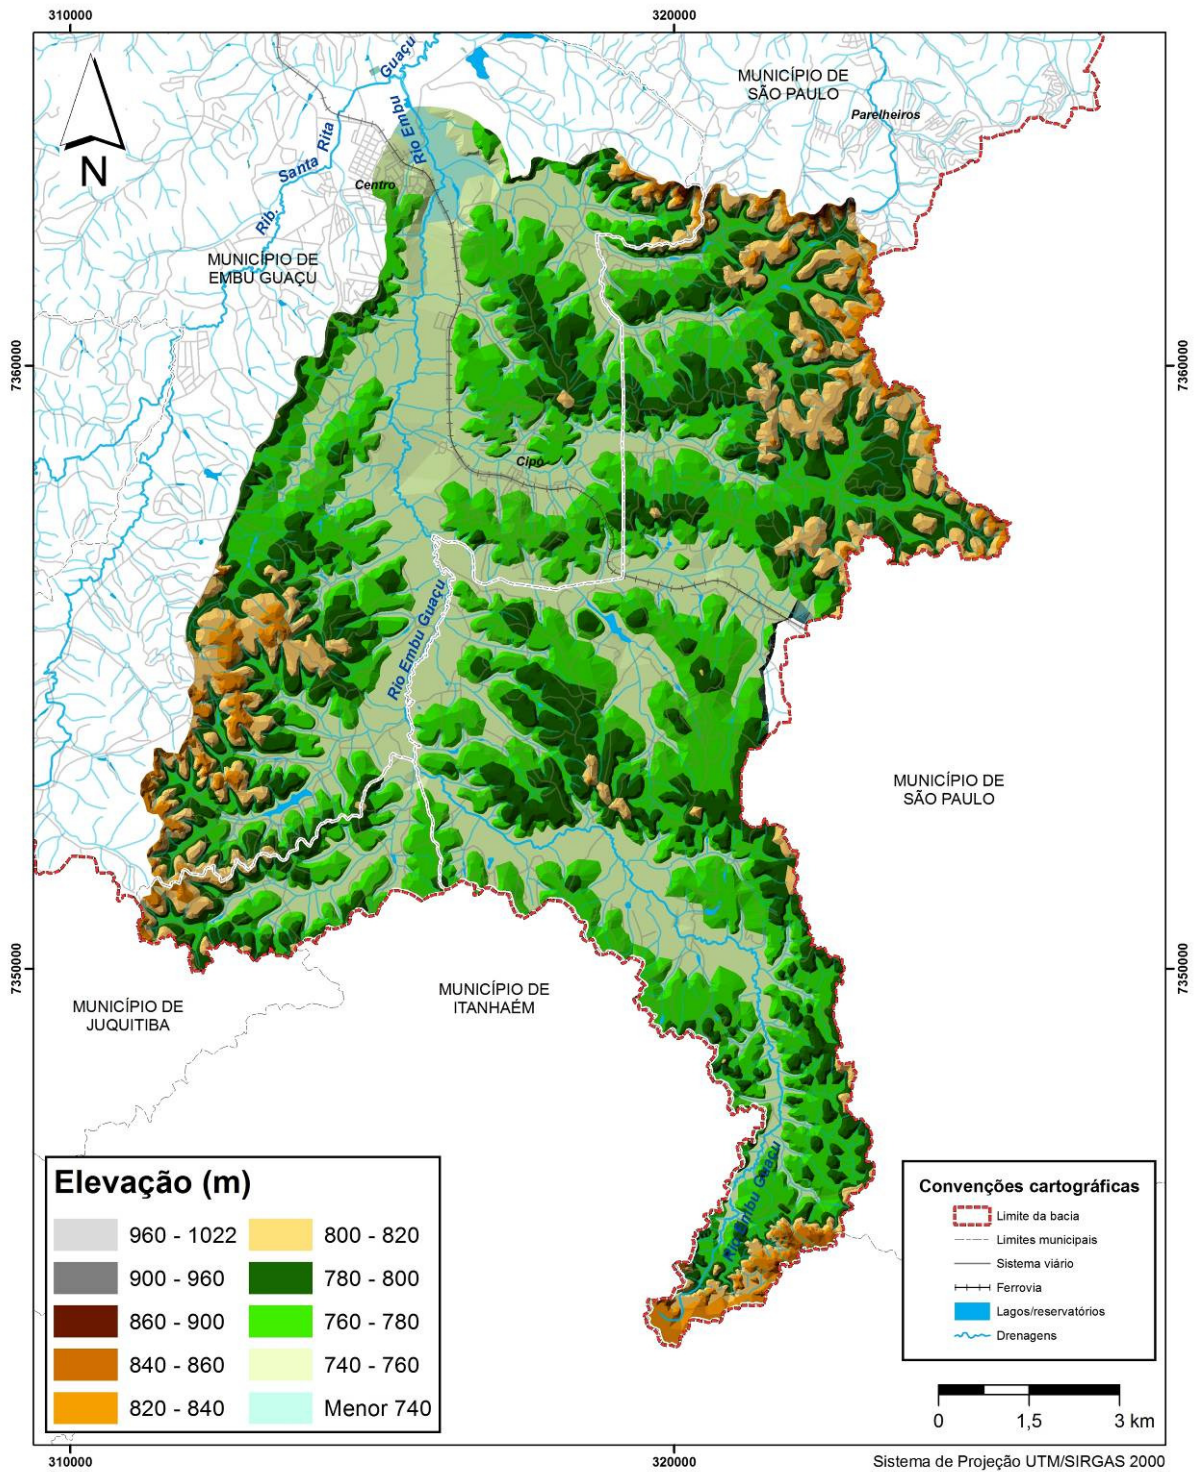 310000
320000
Guaçu
Rio Embu
MUNICÍPIO DE
SÃO PAULO
Parelheiros
N
Santa Rita
Rib.
Centro
MUNICÍPIO DE
EMBU GUAÇU
7360000
7360000
Cipó
Rio Embu Guaçu
MUNICÍPIO DE
SÃO PAULO
7350000
7350000
MUNICÍPIO DE
JUQUITIBA
MUNICÍPIO DE
ITANHAÉM
Rio Embu Guaçu
Elevação (m)
960 - 1022
900 - 960
860 - 900
840 - 860
820 - 840
800 - 820
780 - 800
760 - 780
740 - 760
Menor 740
Convenções cartográficas
Limite da bacia
Limites municipais
Sistema viário
Ferrovia
Lagos/reservatórios
Drenagens
0 1,5 3 km
310000
320000
Sistema de Projeção UTM/SIRGAS 2000